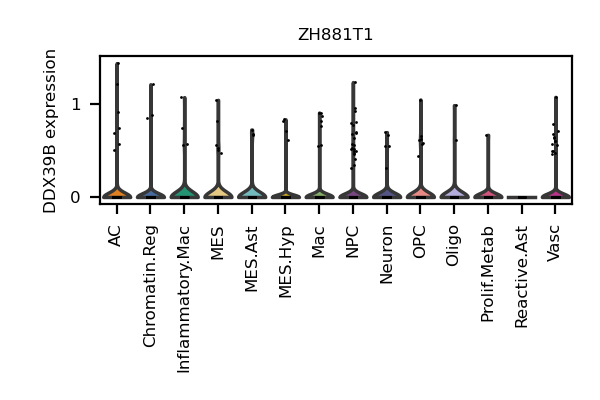 ZH881T1
DDX39B expression
1
0
AC
Chromatin.Reg
Inflammatory.Mac
MES
MES.Ast
MES.Hyp
Mac
NPC
Neuron
OPC
Oligo
Prolif.Metab
Reactive.Ast
Vasc